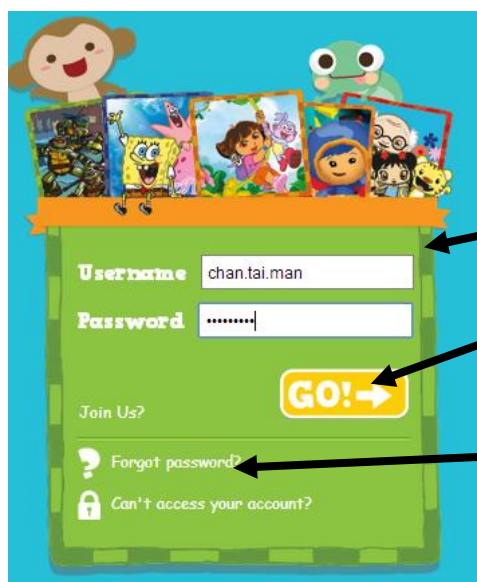 Username chan.tai.man
Password •••••••••
GO!
Join Us?
Forgot password?
Can't access your account?